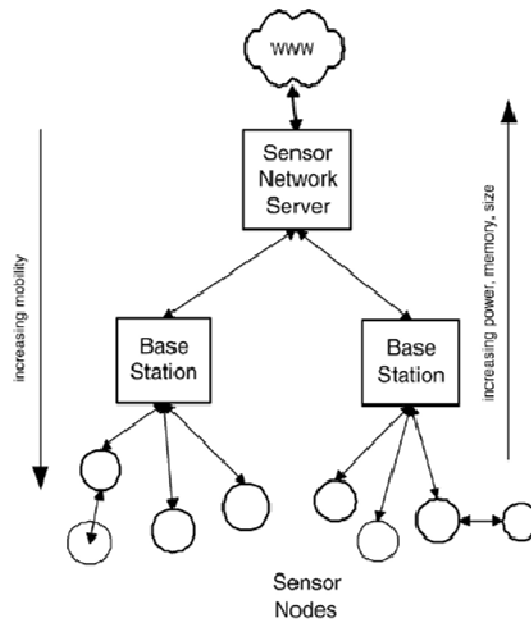 www
Sensor
Network
Server
increasing mobility
increasing power, memory, size
Base
Station
Base
Station
Sensor
Nodes